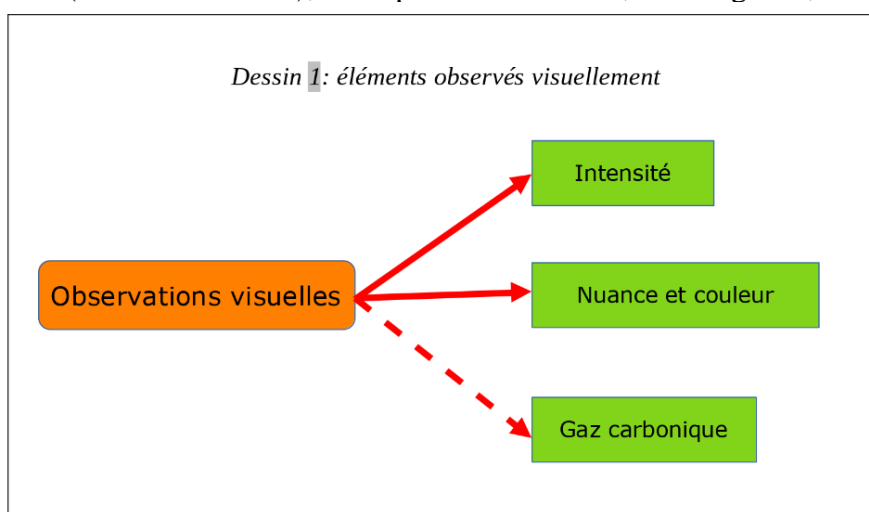 Dessin 1: éléments observés visuellement
Intensité
Observations visuelles
Nuance et couleur
Gaz carbonique